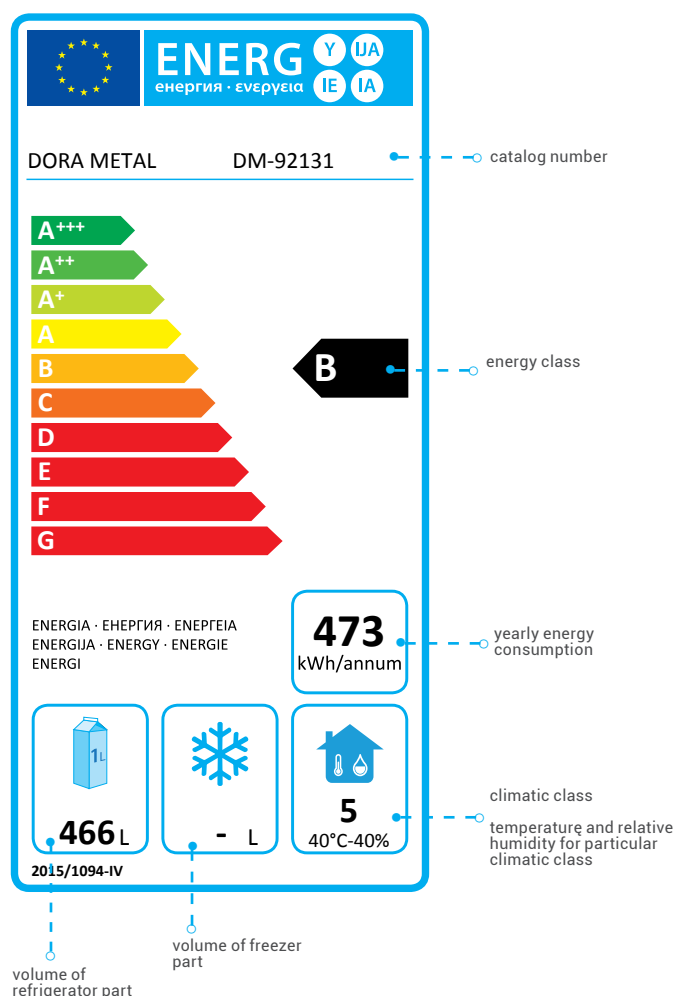 ENERG Y IJA
енергия · ενεργεια IE IA
DORA METAL DM-92131
catalog number
A+++
A++
A+
A
B
B
energy class
C
D
E
F
G
ENERGIA · ЕНЕРГИЯ · ΕΝΕΡΓΕΙΑ
ENERGIJA · ENERGY · ENERGIE
ENERGI
473
kWh/annum
yearly energy
consumption
1L
466 L
- L
5
40°C-40%
climatic class
temperature and relative
humidity for particular
climatic class
2015/1094-IV
volume of freezer
part
volume of
refrigerator part